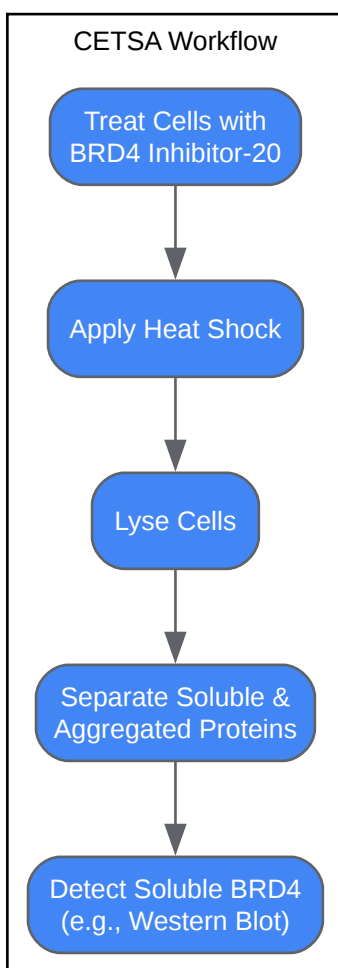 CETSA Workflow
Treat Cells with
BRD4 Inhibitor-20
Apply Heat Shock
Lyse Cells
Separate Soluble &
Aggregated Proteins
Detect Soluble BRD4
(e.g., Western Blot)